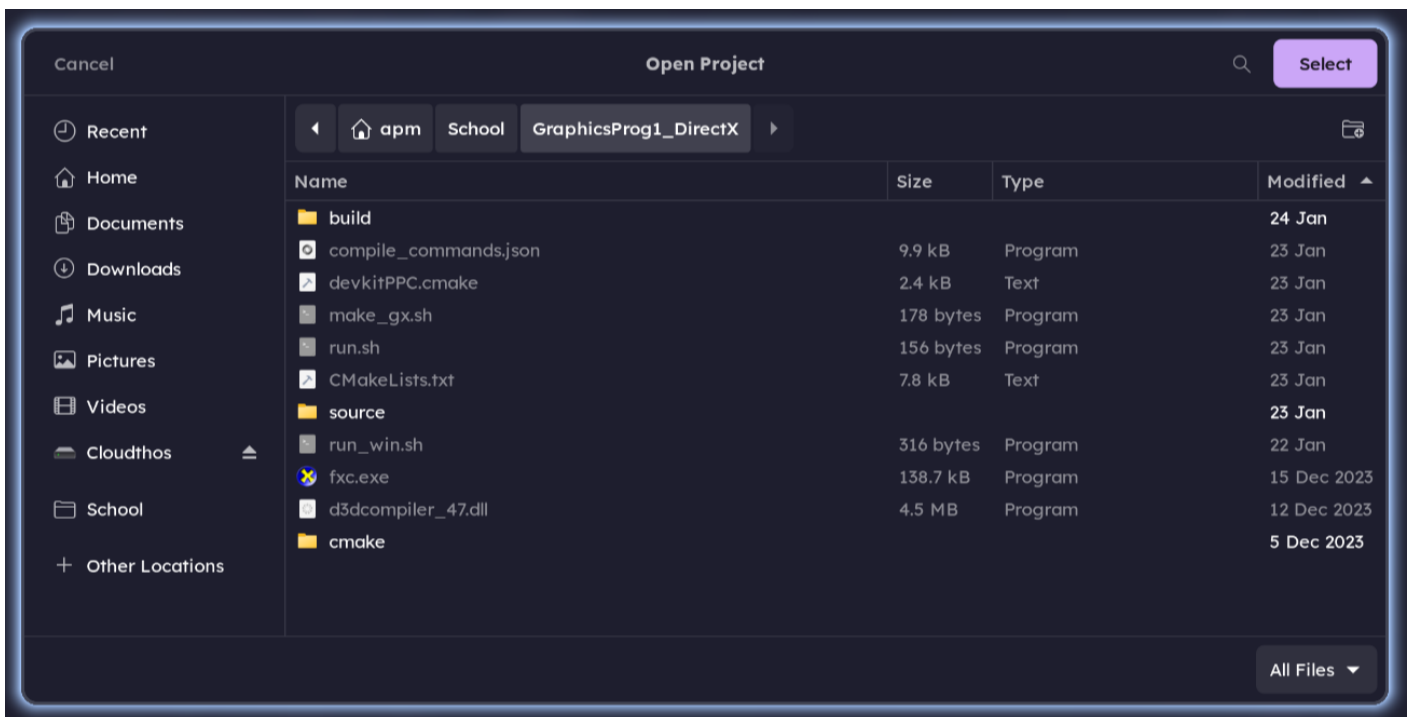 Cancel Open Project Select
Recent
Home
Documents
Downloads
Music
Pictures
Videos
Cloudthos
School
Other Locations
apm School GraphicsProg1_DirectX
Name Size Type Modified
build 24 Jan
compile_commands.json 9.9 kB Program 23 Jan
devkitPPC.cmake 2.4 kB Text 23 Jan
make_gx.sh 178 bytes Program 23 Jan
run.sh 156 bytes Program 23 Jan
CMakeLists.txt 7.8 kB Text 23 Jan
source 23 Jan
run_win.sh 316 bytes Program 22 Jan
fxc.exe 138.7 kB Program 15 Dec 2023
d3dcompiler_47.dll 4.5 MB Program 12 Dec 2023
cmake 5 Dec 2023
All Files